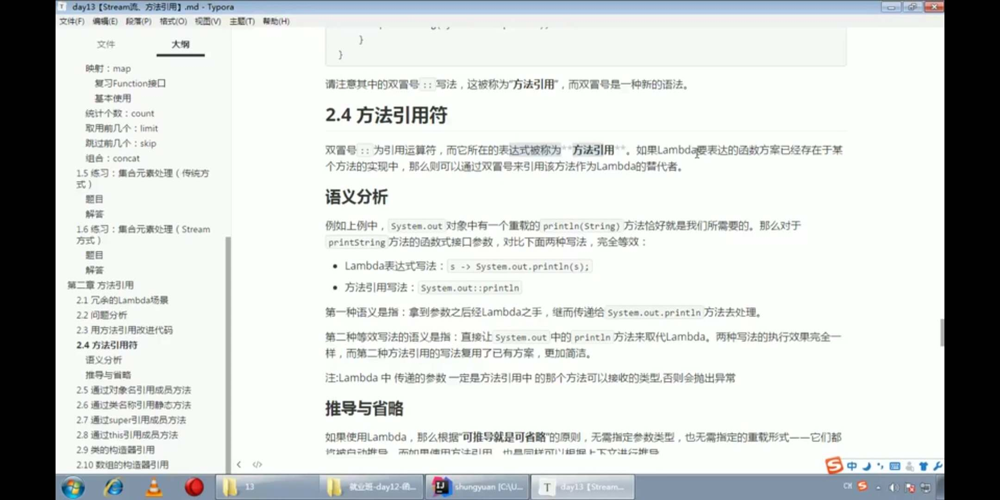 day13【Stream流、方法引用】.md - Typora
文件(F) 编辑(E) 段落(P) 格式(O) 视图(V) 主题(T) 帮助(H)
文件 大纲
映射：map
复习Function接口
基本使用
统计个数：count
取用前几个：limit
跳过前几个：skip
组合：concat
1.5 练习：集合元素处理（传统方
式）
题目
解答
1.6 练习：集合元素处理（Stream
方式）
题目
解答
第二章 方法引用
2.1 冗余的Lambda场景
2.2 问题分析
2.3 用方法引用改进代码
2.4 方法引用符
语义分析
推导与省略
2.5 通过对象名引用成员方法
2.6 通过类名称引用静态方法
2.7 通过super引用成员方法
2.8 通过this引用成员方法
2.9 类的构造器引用
2.10 数组的构造器引用
}
}
请注意其中的双冒号 :: 写法，这被称为“方法引用”，而双冒号是一种新的语法。
2.4 方法引用符
双冒号 :: 为引用运算符，而它所在的表达式被称为**方法引用**。如果Lambda要表达的函数方案已经存在于某
个方法的实现中，那么则可以通过双冒号来引用该方法作为Lambda的替代者。
语义分析
例如上例中， System.out 对象中有一个重载的 println(String) 方法恰好就是我们所需要的。那么对于
printString 方法的函数式接口参数，对比下面两种写法，完全等效：
• Lambda表达式写法： s -> System.out.println(s);
• 方法引用写法： System.out::println
第一种语义是指：拿到参数之后经Lambda之手，继而传递给 System.out.println 方法去处理。
第二种等效写法的语义是指：直接让 System.out 中的 println 方法来取代Lambda。两种写法的执行效果完全一
样，而第二种方法引用的写法复用了已有方案，更加简洁。
注:Lambda 中 传递的参数 一定是方法引用中 的那个方法可以接收的类型,否则会抛出异常
推导与省略
如果使用Lambda，那么根据“可推导就是可省略”的原则，无需指定参数类型，也无需指定的重载形式——它们都
将被自动推导。而如果使用方法引用，也是同样可以根据上下文进行推导。
中
13 就业班-day12-函... shungyuan [C:\U... day13【Stream...
CH